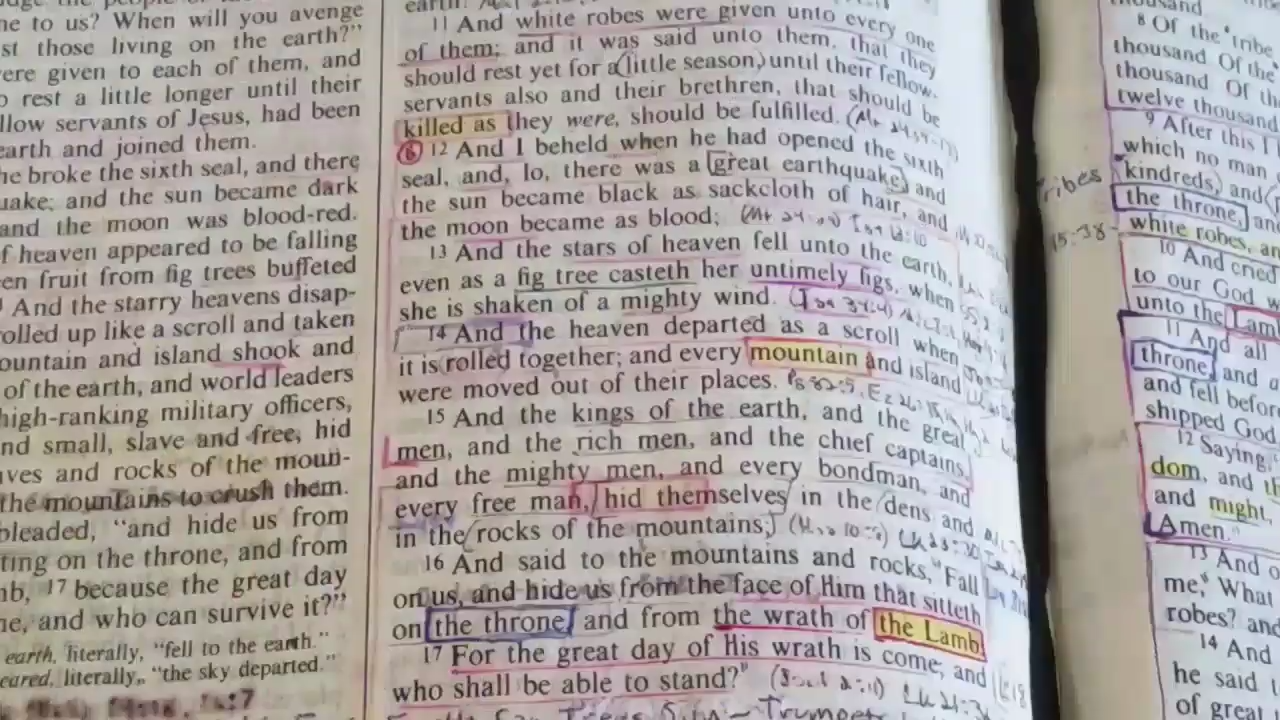 me to us? When will you avenge
st those living on the earth?"
ere given to each of them, and
rest a little longer until their
llow servants of Jesus, had been
earth and joined them.
he broke the sixth seal, and there
uake; and the sun became dark
and the moon was blood-red.
f heaven appeared to be falling
en fruit from fig trees buffeted
And the starry heavens disap-
olled up like a scroll and taken
ountain and island shook and
of the earth, and world leaders
high-ranking military officers,
nd small, slave and free, hid
ves and rocks of the moun-
the mountains to crush them.
pleaded, "and hide us from
ting on the throne, and from
mb, 17 because the great day
e, and who can survive it?"
earth, literally, "fell to the earth."
eared, literally, "the sky departed."
earth.
11 And white robes were given unto every one
of them; and it was said unto them, that they
should rest yet for a little season, until their fellow-
servants also and their brethren, that should be
killed as they were, should be fulfilled.
6 12 And I beheld when he had opened the sixth
seal, and, lo, there was a great earthquake; and
the sun became black as sackcloth of hair, and
the moon became as blood;
13 And the stars of heaven fell unto the earth,
even as a fig tree casteth her untimely figs, when
she is shaken of a mighty wind. (Isa 34:4)
14 And the heaven departed as a scroll when
it is rolled together; and every mountain and island
were moved out of their places.
15 And the kings of the earth, and the great
men, and the rich men, and the chief captains,
and the mighty men, and every bondman, and
every free man, hid themselves in the dens and
in the rocks of the mountains;
16 And said to the mountains and rocks, "Fall
on us, and hide us from the face of Him that sitteth
on the throne, and from the wrath of the Lamb
17 For the great day of His wrath is come; and
who shall be able to stand?"
Trumpets
Tribes
15:38
thousand
8 Of the tribe
thousand Of the
thousand Of th
twelve thousand
9 After this I
which no man
kindreds, and
the throne, and
white robes, an
10 And cried
to our God w
unto the Lam
11 And all
throne, and a
and fell before
shipped God
12 Saying,
dom, and th
and might,
Amen."
13 And o
me, "What
robes? and
14 And
he said t
of great